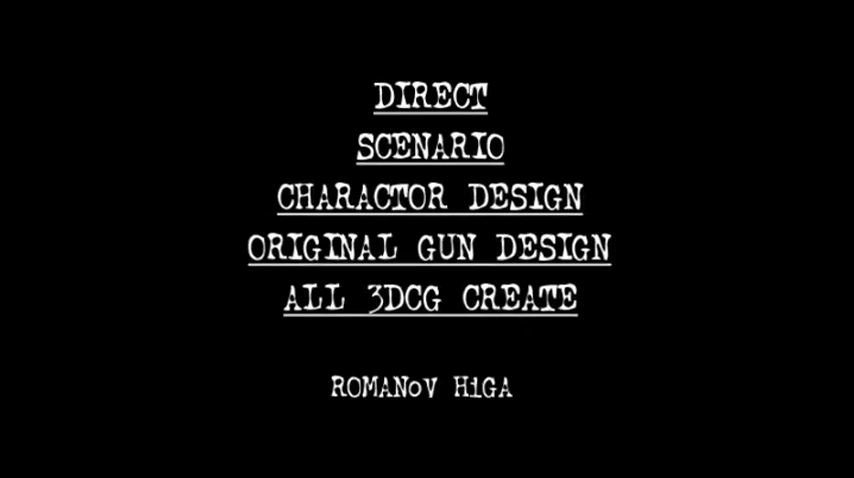 DIRECT
SCENARIO
CHARACTOR DESIGN
ORIGINAL GUN DESIGN
ALL 3DCG CREATE
ROMANoV HiGA